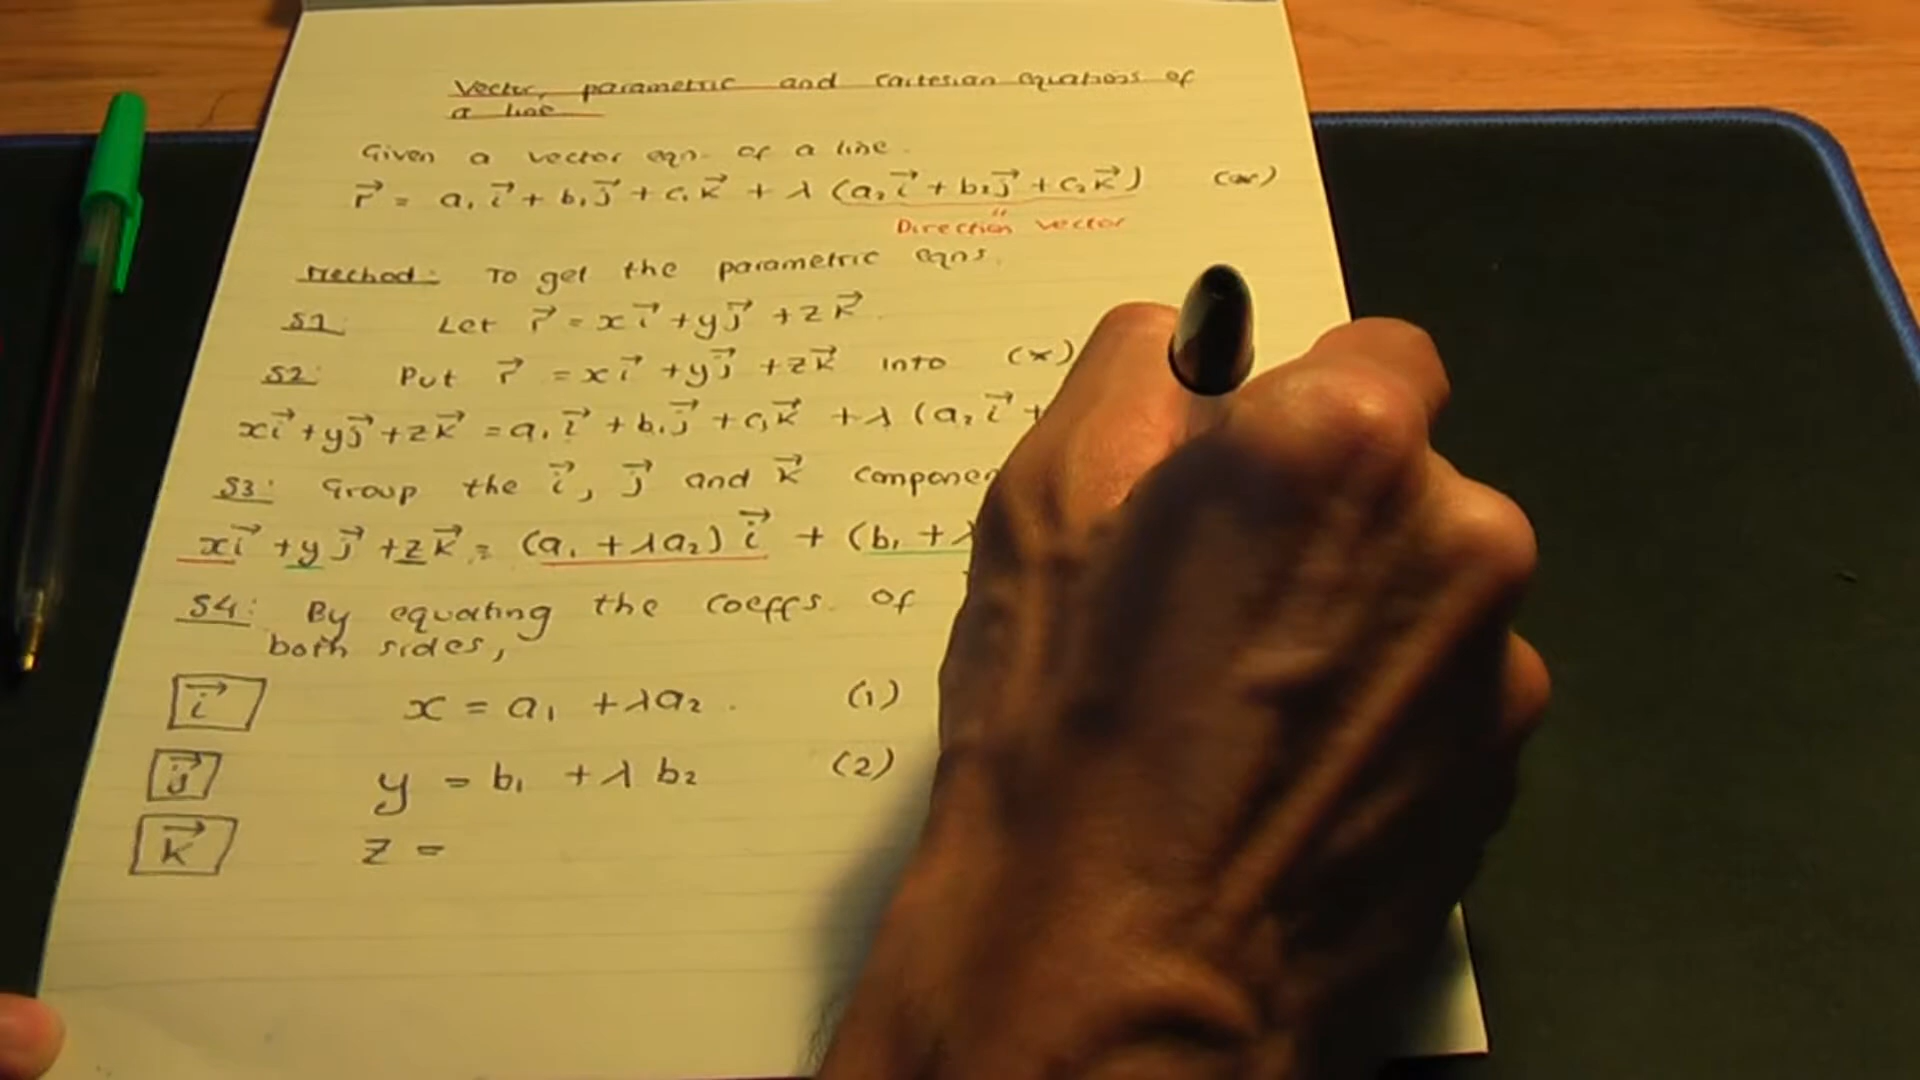 Vector, parametric and Cartesian equations of
a line
Given a vector eqn. of a line.
r⃗ = a₁i⃗ + b₁j⃗ + c₁k⃗ + λ (a₂i⃗ + b₂j⃗ + c₂k⃗) (*)
"
Direction vector
Method: To get the parametric eqns.
S1 Let r⃗ = xi⃗ + yj⃗ + zk⃗.
S2: Put r⃗ = xi⃗ + yj⃗ + zk⃗ into (*)
xi⃗ + yj⃗ + zk⃗ = a₁i⃗ + b₁j⃗ + c₁k⃗ + λ (a₂i⃗ +
S3: Group the i⃗, j⃗ and k⃗
xi⃗ + yj⃗ + zk⃗ = (a₁ + λa₂) i⃗ + (b₁ + λ
S4: By equating the coeffs. of
both sides,
i⃗ x = a₁ + λa₂. (1)
j⃗ y = b₁ + λ b₂ (2)
k⃗ z =